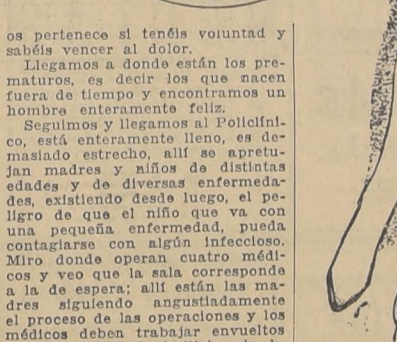 os pertenece si tenéis voluntad y
sabéis vencer al dolor.
Llegamos a donde están los pre-
maturos, es decir los que nacen
fuera de tiempo y encontramos un
hombre enteramente feliz.
Seguimos y llegamos al Policlíni-
co, está enteramente lleno, es de-
masiado estrecho, allí se apretu-
jan madres y niños de distintas
edades y de diversas enfermeda-
des, existiendo desde luego, el pe-
ligro de que el niño que va con
una pequeña enfermedad, pueda
contagiarse con algún infeccioso.
Miro donde operan cuatro médi-
cos y veo que la sala corresponde
a la de espera; allí están las ma-
dres siguiendo angustiadamente
el proceso de las operaciones y los
médicos deben trabajar envueltos